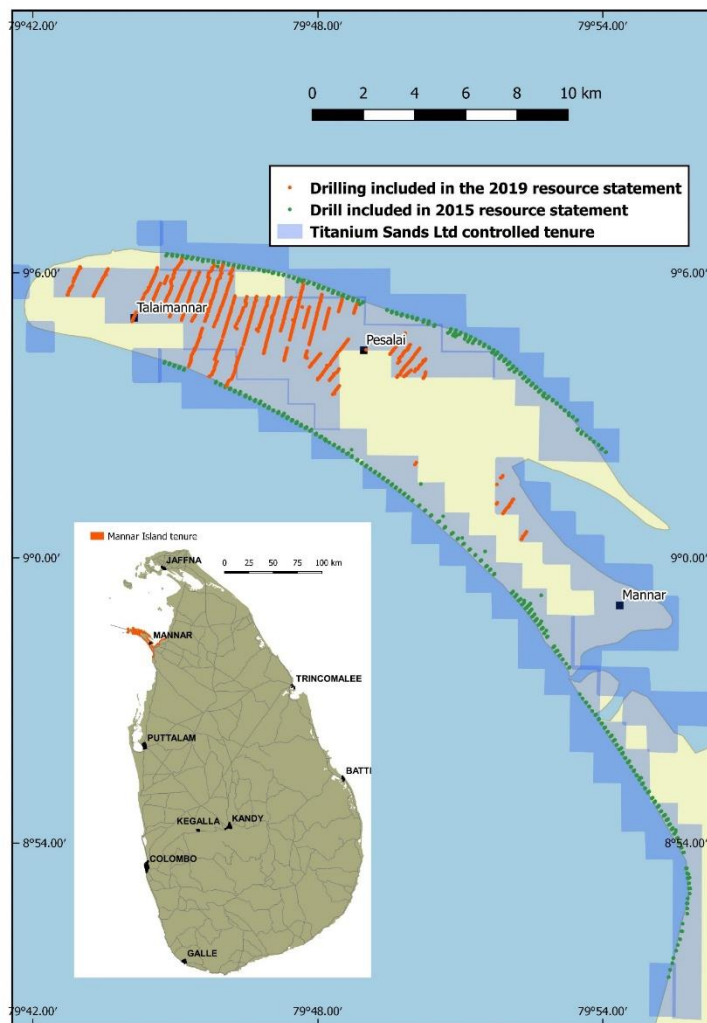 79°42.00' 79°48.00' 79°54.00'
0 2 4 6 8 10 km
Drilling included in the 2019 resource statement
Drill included in 2015 resource statement
Titanium Sands Ltd controlled tenure
9°6.00' 9°6.00'
Talaimannar
Pesalai
Mannar Island tenure
0 25 50 75 100 km
JAFFNA
9°0.00' 9°0.00'
Mannar
MANNAR
TRINCOMALEE
PUTTALAM
BATTI
KEGALLA KANDY
8°54.00' 8°54.00'
COLOMBO
GALLE
79°42.00' 79°48.00' 79°54.00'